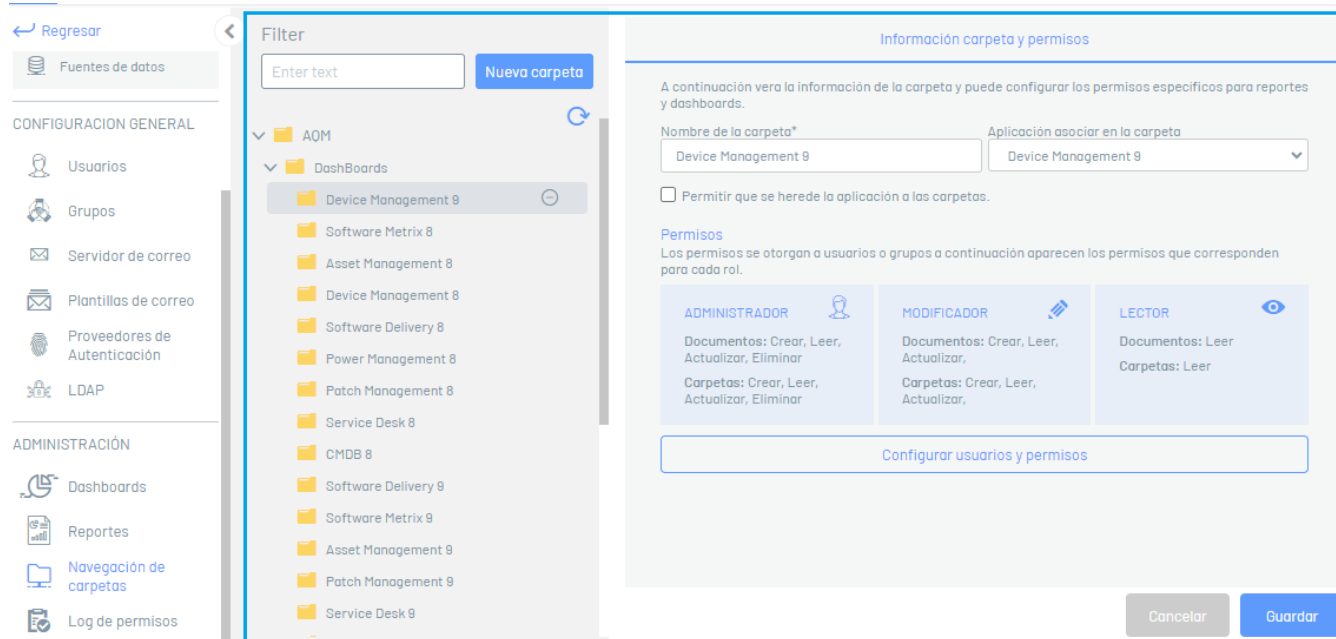 Regresar
Fuentes de datos
CONFIGURACION GENERAL
Usuarios
Grupos
Servidor de correo
Plantillas de correo
Proveedores de
Autenticación
LDAP
ADMINISTRACIÓN
Dashboards
Reportes
Navegación de
carpetas
Log de permisos
Filter
Enter text
Nueva carpeta
AQM
DashBoards
Device Management 9
Software Metrix 8
Asset Management 8
Device Management 8
Software Delivery 8
Power Management 8
Patch Management 8
Service Desk 8
CMDB 8
Software Delivery 9
Software Metrix 9
Asset Management 9
Patch Management 9
Service Desk 9
Información carpeta y permisos
A continuación vera la información de la carpeta y puede configurar los permisos específicos para reportes
y dashboards.
Nombre de la carpeta*
Device Management 9
Aplicación asociar en la carpeta
Device Management 9
Permitir que se herede la aplicación a las carpetas.
Permisos
Los permisos se otorgan a usuarios o grupos a continuación aparecen los permisos que corresponden
para cada rol.
ADMINISTRADOR
Documentos: Crear, Leer,
Actualizar, Eliminar
Carpetas: Crear, Leer,
Actualizar, Eliminar
MODIFICADOR
Documentos: Crear, Leer,
Actualizar,
Carpetas: Crear, Leer,
Actualizar,
LECTOR
Documentos: Leer
Carpetas: Leer
Configurar usuarios y permisos
Cancelar
Guardar